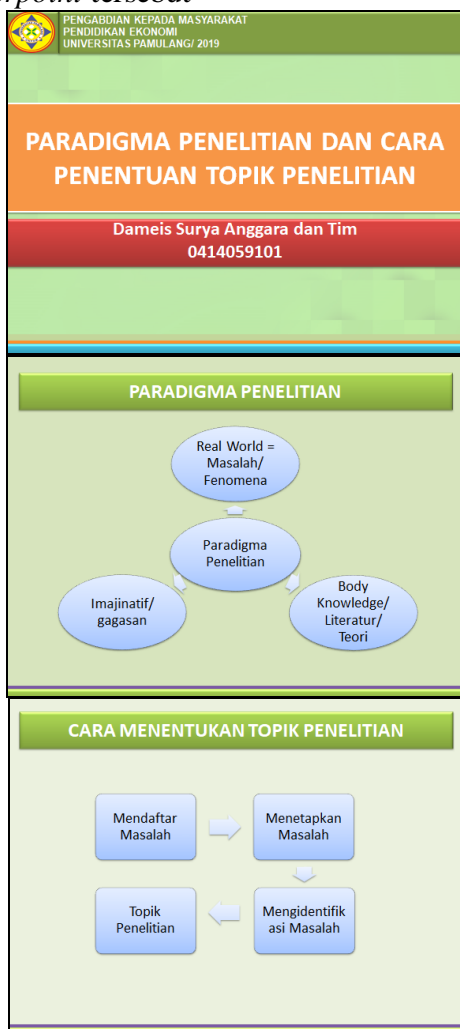 erpoint tersebut
PENGABDIAN KEPADA MASYARAKAT
PENDIDIKAN EKONOMI
UNIVERSITAS PAMULANG/ 2019
PARADIGMA PENELITIAN DAN CARA
PENENTUAN TOPIK PENELITIAN
Dameis Surya Anggara dan Tim
0414059101
PARADIGMA PENELITIAN
Real World =
Masalah/
Fenomena
Paradigma
Penelitian
Imajinatif/
gagasan
Body
Knowledge/
Literatur/
Teori
CARA MENENTUKAN TOPIK PENELITIAN
Mendaftar
Masalah
Menetapkan
Masalah
Mengidentifik
asi Masalah
Topik
Penelitian